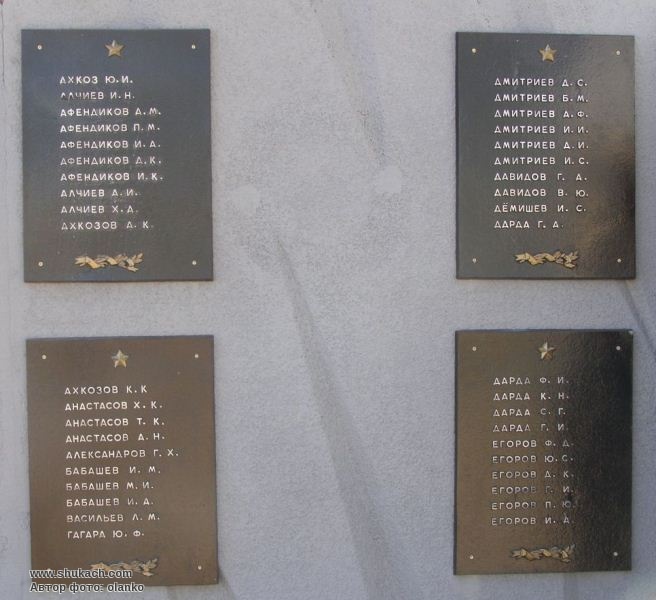 АХКОЗ Ю.И.
АЛЧИЕВ И.Н.
АФЕНДИКОВ Д.М.
АФЕНДИКОВ П.М.
АФЕНДИКОВ И.Д.
АФЕНДИКОВ Д.К.
АФЕНДИКОВ И.К.
АЛЧИЕВ Д.И.
АЛЧИЕВ Х.Д.
АХКОЗОВ Д.К.
АХКОЗОВ К.К
АНАСТАСОВ Х.К.
АНАСТАСОВ Т.К.
АНАСТАСОВ Д.Н.
АЛЕКСАНДРОВ Г.Х.
БАБАШЕВ И.М.
БАБАШЕВ М.И.
БАБАШЕВ И.Д.
ВАСИЛЬЕВ Л.М.
ГАГАРА Ю.Ф.
ДМИТРИЕВ Д.С.
ДМИТРИЕВ Б.М.
ДМИТРИЕВ Д.Ф.
ДМИТРИЕВ И.И.
ДМИТРИЕВ Д.И.
ДМИТРИЕВ И.С.
ДАВИДОВ Г.А.
ДАВИДОВ В.Ю.
ДЁМИШЕВ И.С.
ДАРДА Г.Д.
ДАРДА Ф.И.
ДАРДА К.Н.
ДАРДА С.Г.
ДАРДА Г.И.
ЕГОРОВ Ф.Д.
ЕГОРОВ Ю.С.
ЕГОРОВ Д.К.
ЕГОРОВ Г.И.
ЕГОРОВ П.Ю.
ЕГОРОВ И.Д.
www.shukach.com
Автор фото: olanko